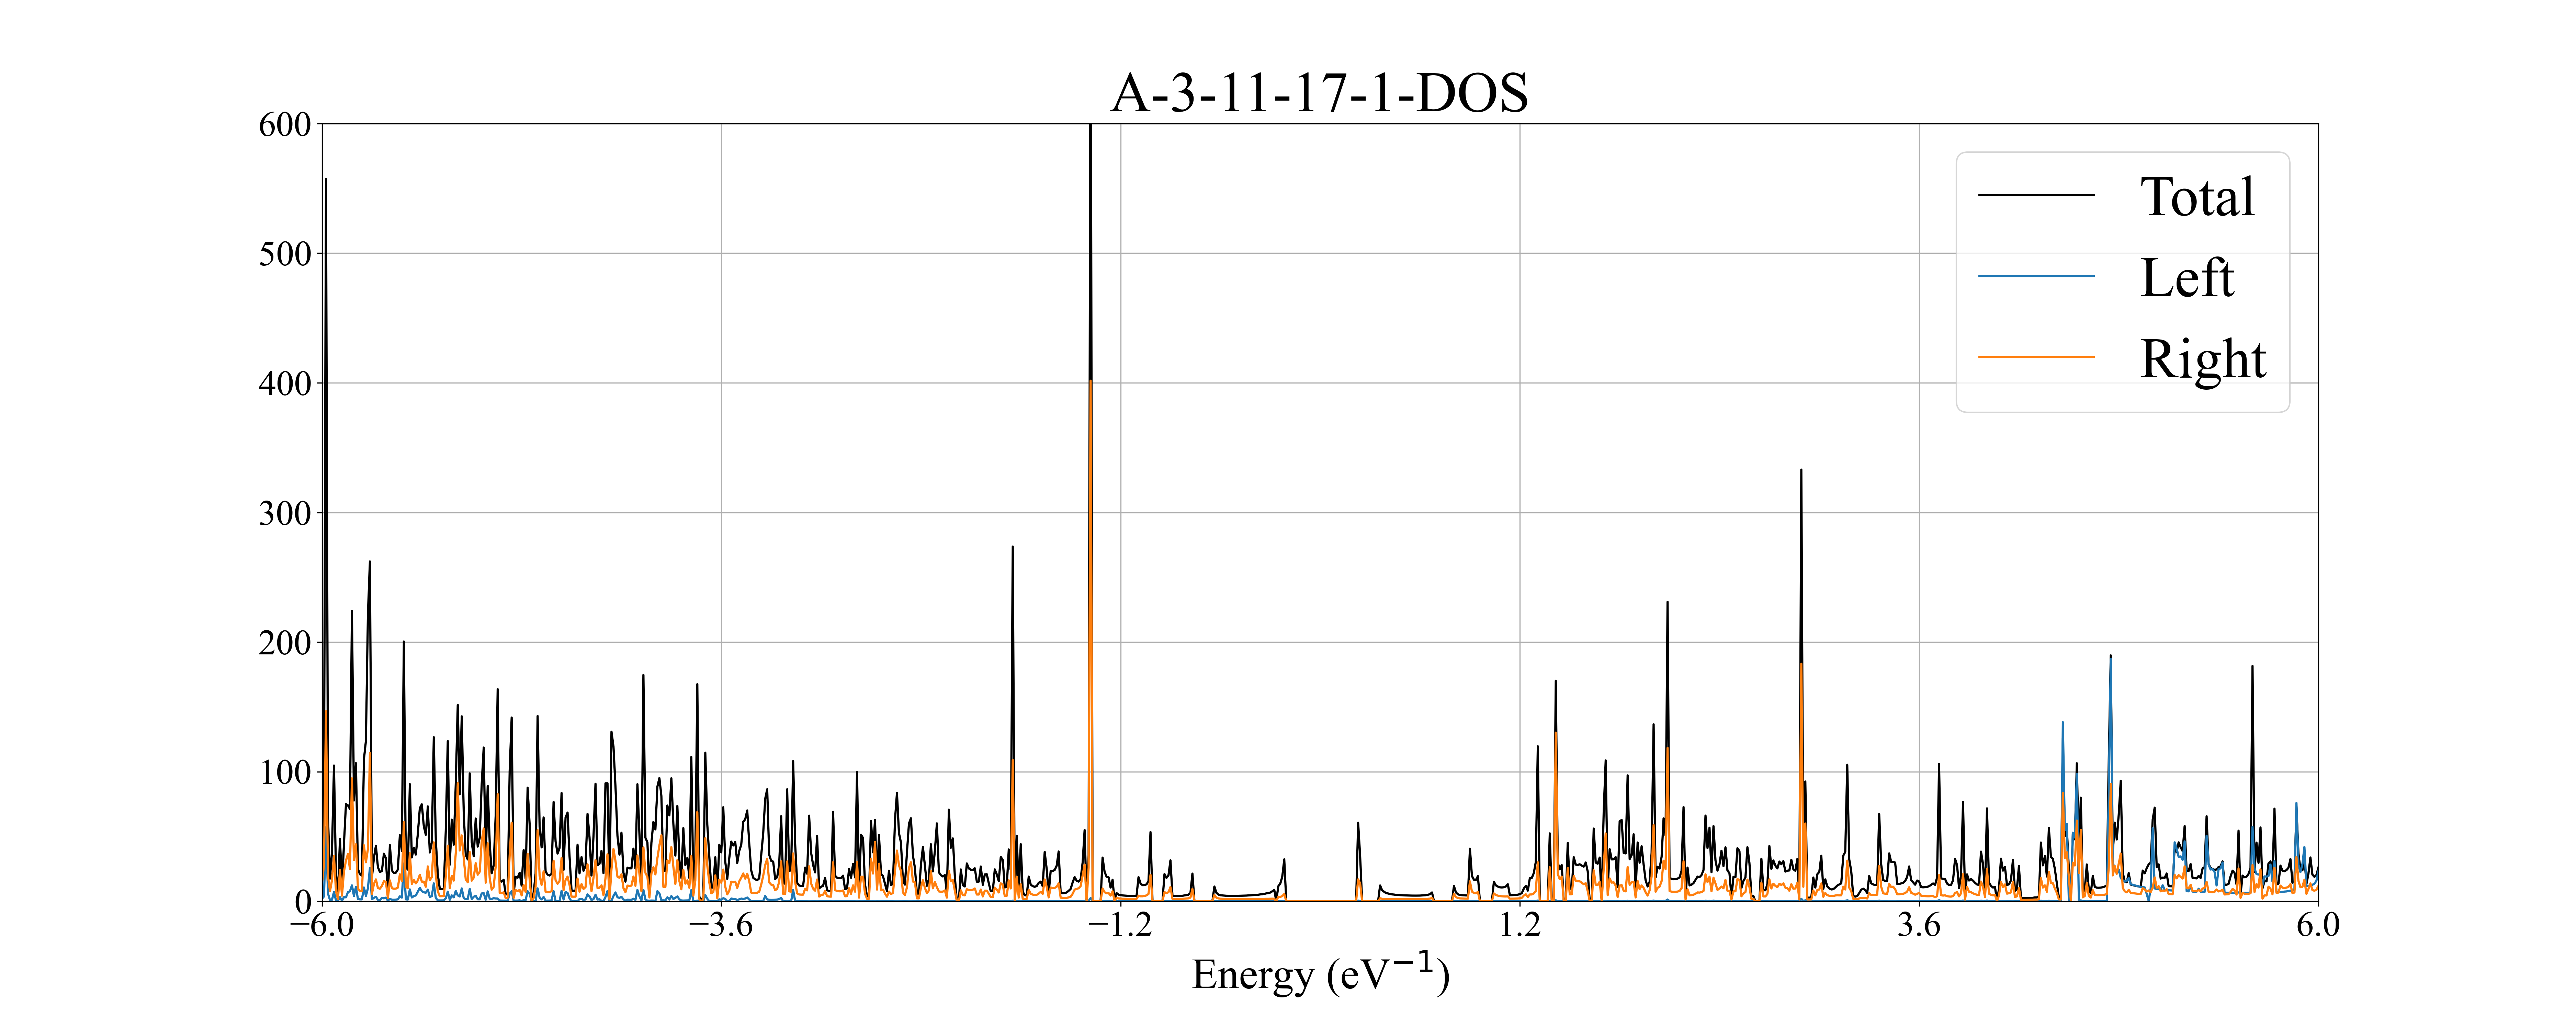 A-3-11-17-1-DOS
600
500
400
300
200
100
0
Total
Left
Right
−6.0 −3.6 −1.2 1.2 3.6 6.0
Energy (eV⁻¹)